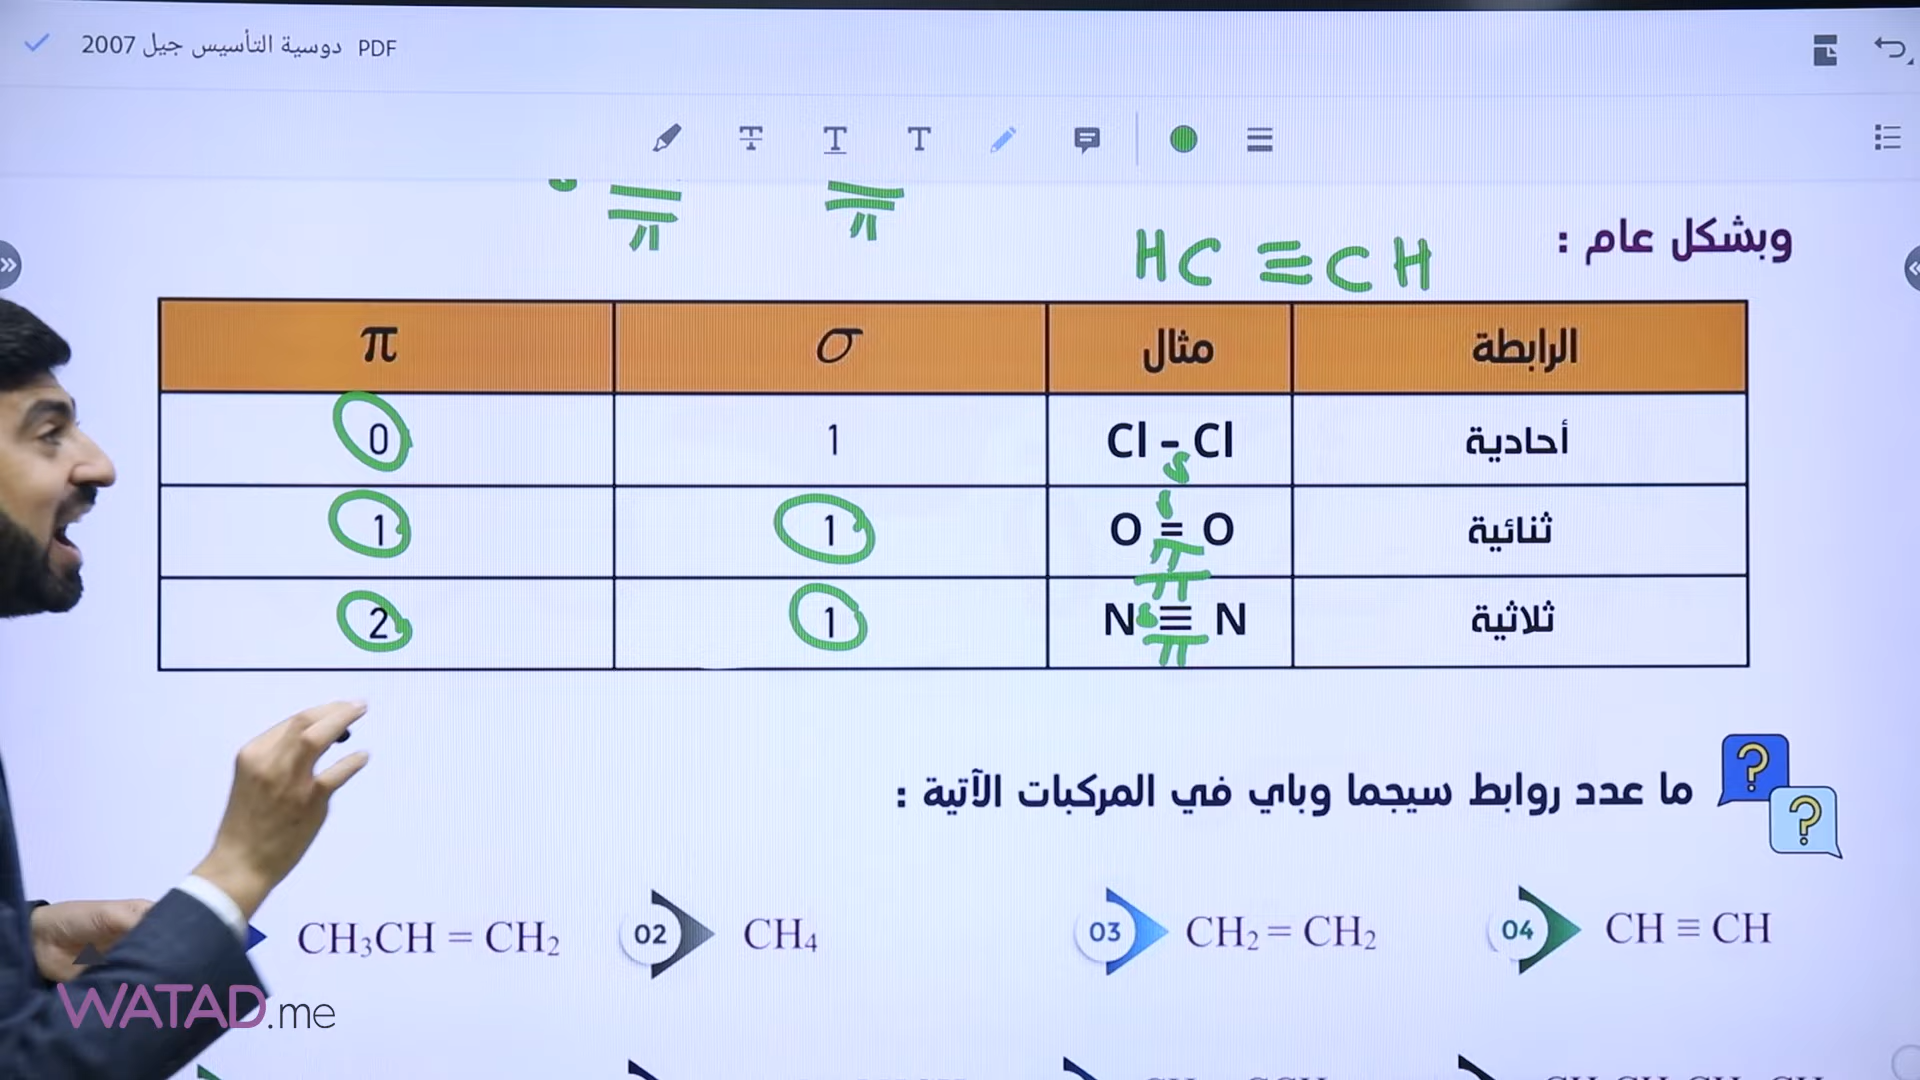 دوسية التأسيس جيل 2007 PDF
π π
وبشكل عام :
HC ≡ CH
الرابطة مثال σ π
أحادية Cl - Cl 1 0
ثنائية O = O 1 1
π
π
ثلاثية N ≡ N 1 2
π
ما عدد روابط سيجما وباي في المركبات الآتية :
CH₃CH = CH₂ 02 CH₄ 03 CH₂ = CH₂ 04 CH ≡ CH
WATAD.me